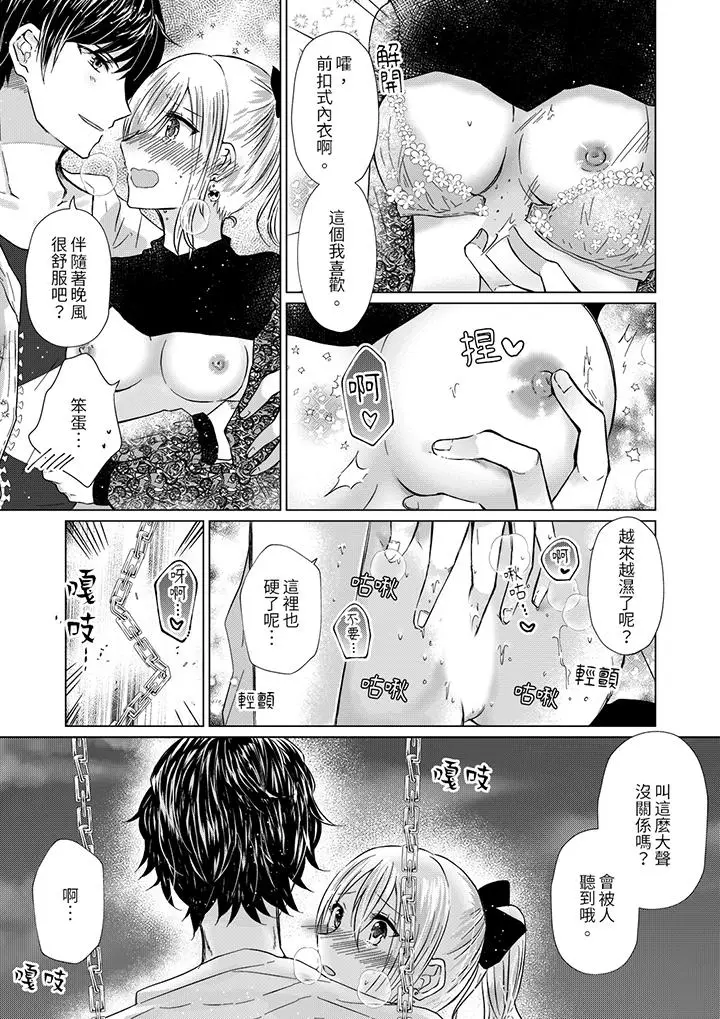 解開
嚯，
前扣式內衣啊。
這個我喜歡。
捏♡
啊♡
伴隨著晚風
很舒服吧？
笨蛋…
越來越濕了呢？
啊♡
啾咕…♡
咕啾
咕啾
咕啾
咕啾
輕顫
不要…
這裡也
硬了呢…
輕顫
呀啊…♡
嘎吱
叫這麼大聲
沒關係嗎？
會被人
聽到哦。
嘎吱
啊…
嘎吱